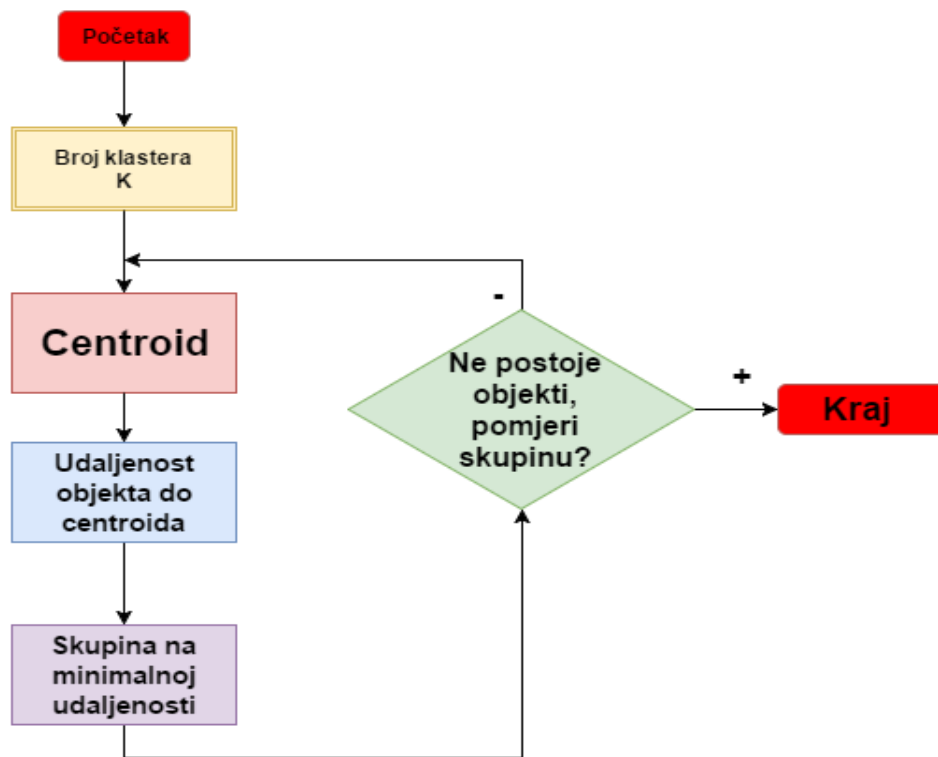 Početak
Broj klastera
K
Centroid
Udaljenost
objekta do
centroida
Skupina na
minimalnoj
udaljenosti
-
Ne postoje
objekti,
pomjeri
skupinu?
+
Kraj